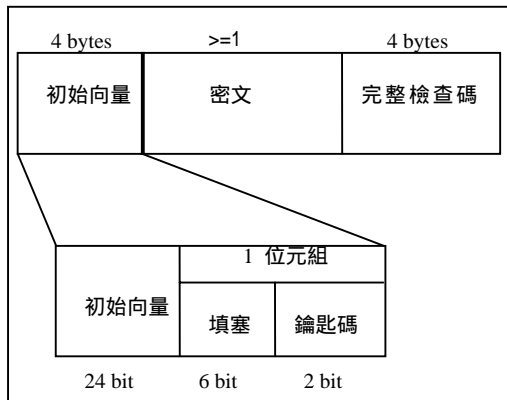 4 bytes >=1 4 bytes
初始向量 密文 完整檢查碼
1 位元組
初始向量 填塞 鑰匙碼
24 bit 6 bit 2 bit